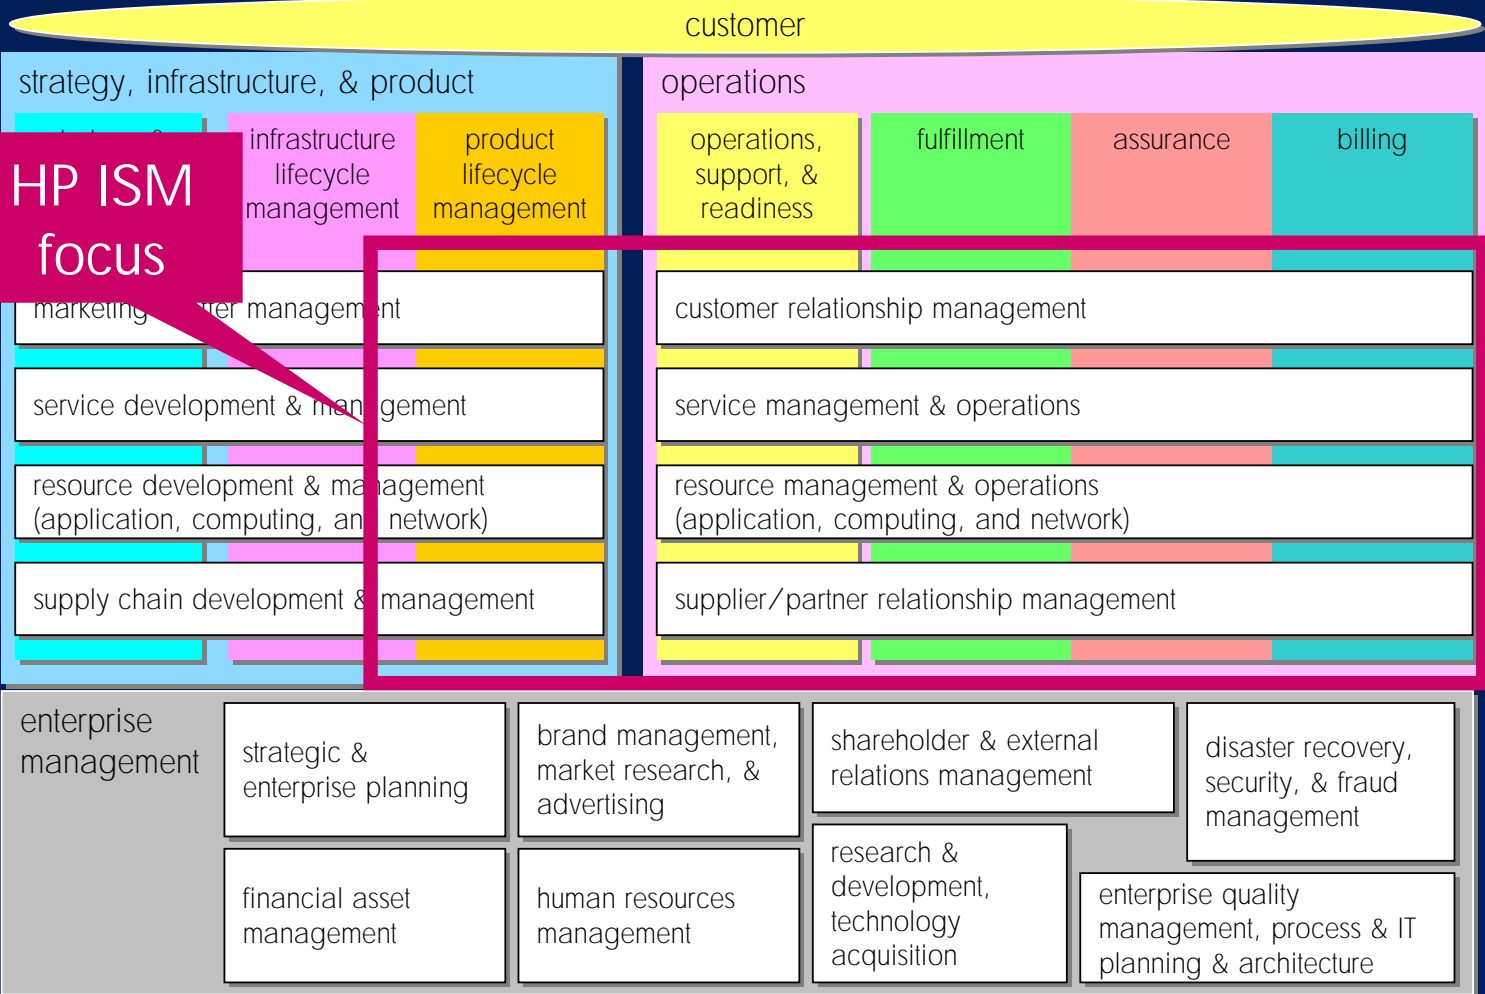 customer
strategy, infrastructure, & product
operations
infrastructure
lifecycle
management
product
lifecycle
management
operations,
support, &
readiness
fulfillment
assurance
billing
HP ISM
focus
marketing management
customer relationship management
service development & management
service management & operations
resource development & management
(application, computing, and network)
resource management & operations
(application, computing, and network)
supply chain development & management
supplier/partner relationship management
enterprise
management
strategic &
enterprise planning
brand management,
market research, &
advertising
shareholder & external
relations management
disaster recovery,
security, & fraud
management
financial asset
management
human resources
management
research &
development,
technology
acquisition
enterprise quality
management, process & IT
planning & architecture